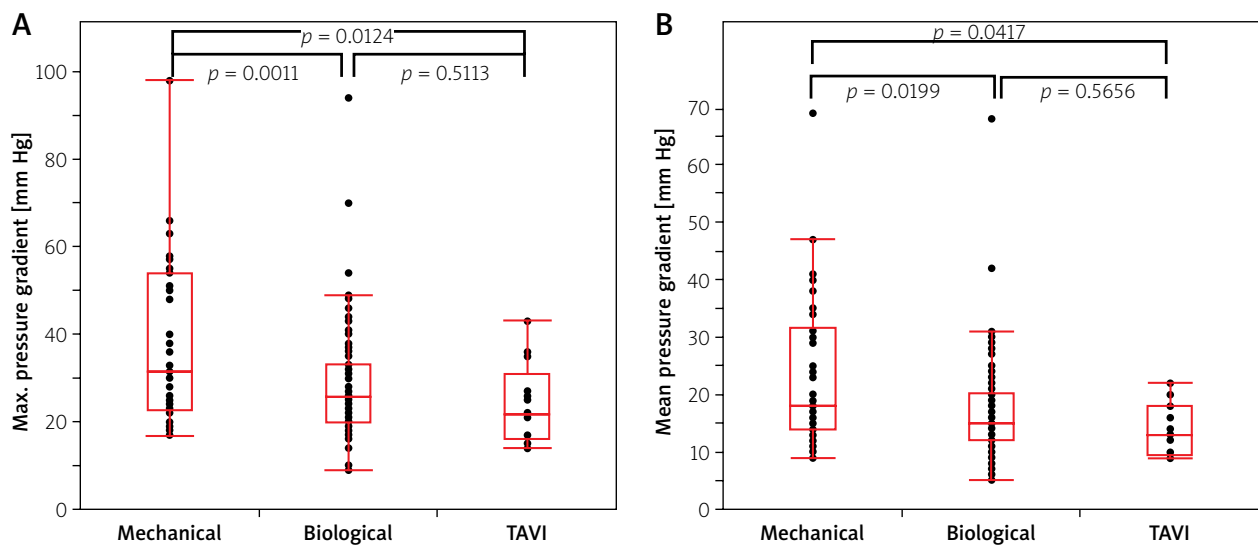 A
p = 0.0124
p = 0.0011
p = 0.5113
Max. pressure gradient [mm Hg]
100
80
60
40
20
0
Mechanical
Biological
TAVI
B
p = 0.0417
p = 0.0199
p = 0.5656
Mean pressure gradient [mm Hg]
70
60
50
40
30
20
10
0
Mechanical
Biological
TAVI